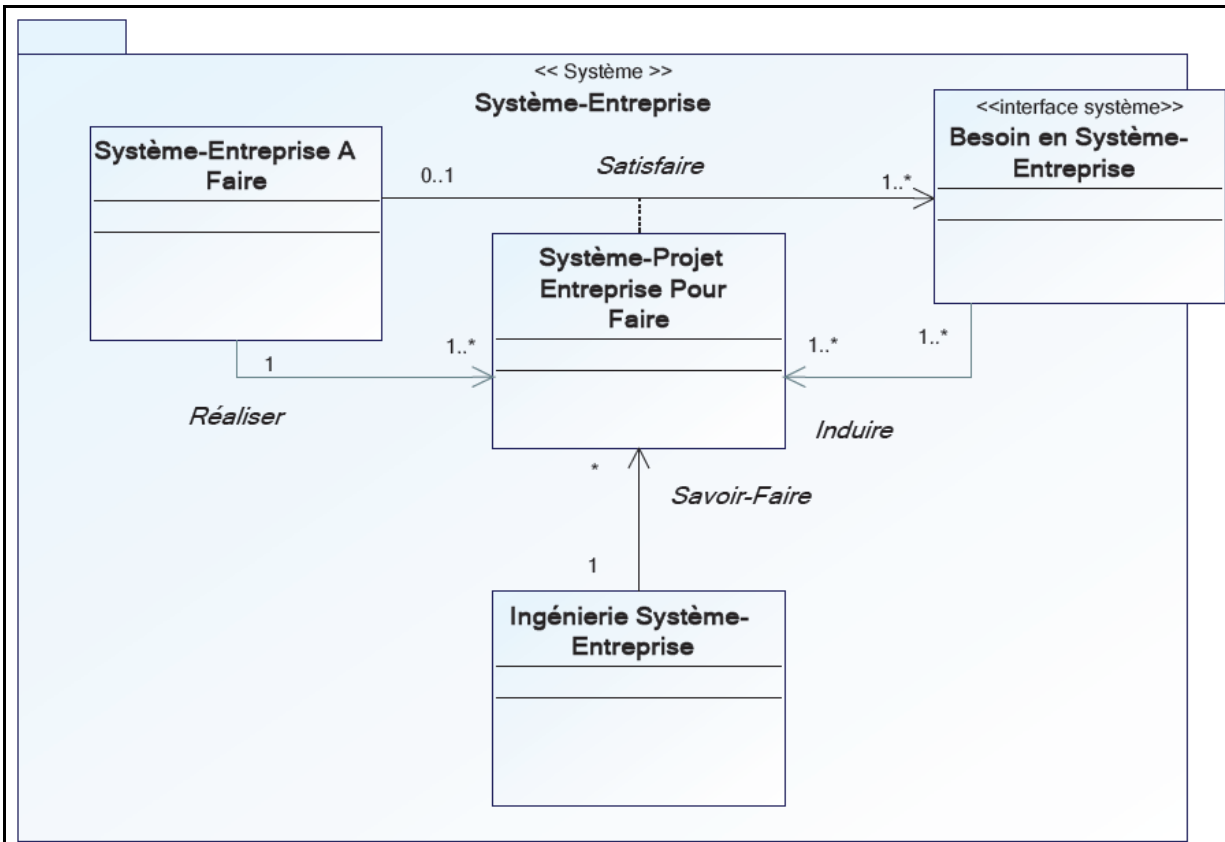 << Système >>
Système-Entreprise
<<interface système>>
Besoin en Système-
Entreprise
Système-Entreprise A
Faire
0..1
Satisfaire
1..*
Système-Projet
Entreprise Pour
Faire
1
1..*
1..*
1..*
Réaliser
Induire
*
Savoir-Faire
1
Ingénierie Système-
Entreprise